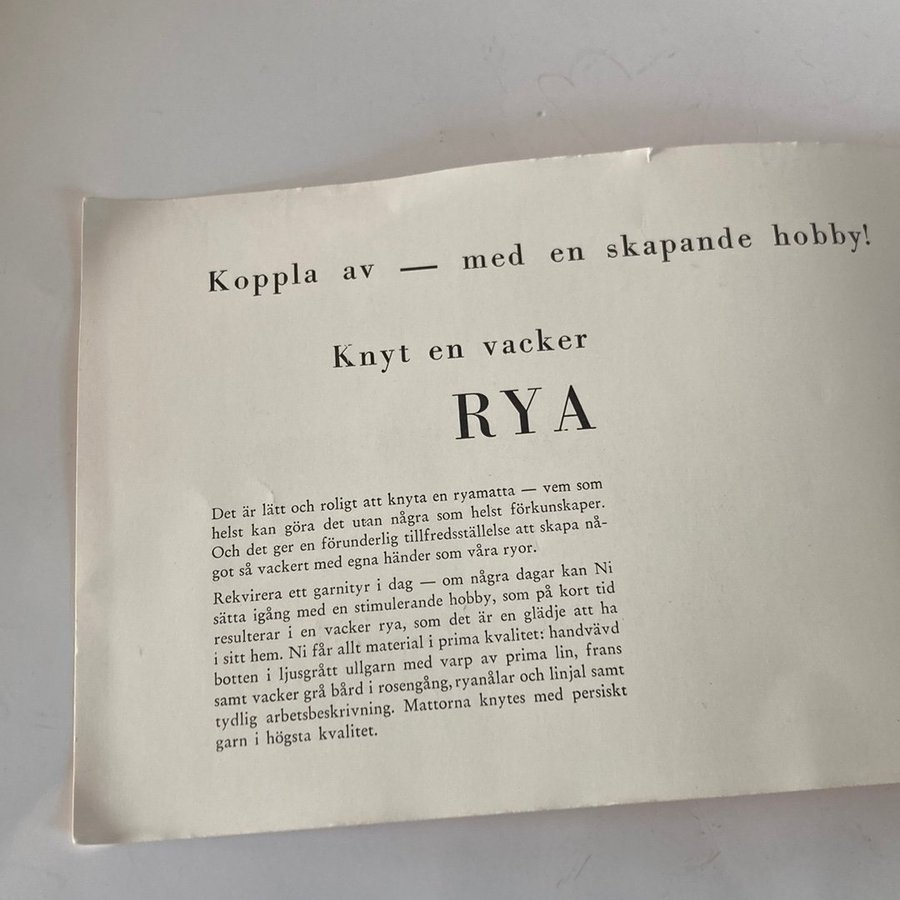 Koppla av — med en skapande hobby!
Knyt en vacker
RYA
Det är lätt och roligt att knyta en ryamatta — vem som
helst kan göra det utan några som helst förkunskaper.
Och det ger en förunderlig tillfredsställelse att skapa nå-
got så vackert med egna händer som våra ryor.
Rekvirera ett garnityr i dag — om några dagar kan Ni
sätta igång med en stimulerande hobby, som på kort tid
resulterar i en vacker rya, som det är en glädje att ha
i sitt hem. Ni får allt material i prima kvalitet: handvävd
botten i ljusgrått ullgarn med varp av prima lin, frans
samt vacker grå bård i rosengång, ryanålar och linjal samt
tydlig arbetsbeskrivning. Mattorna knytes med persiskt
garn i högsta kvalitet.